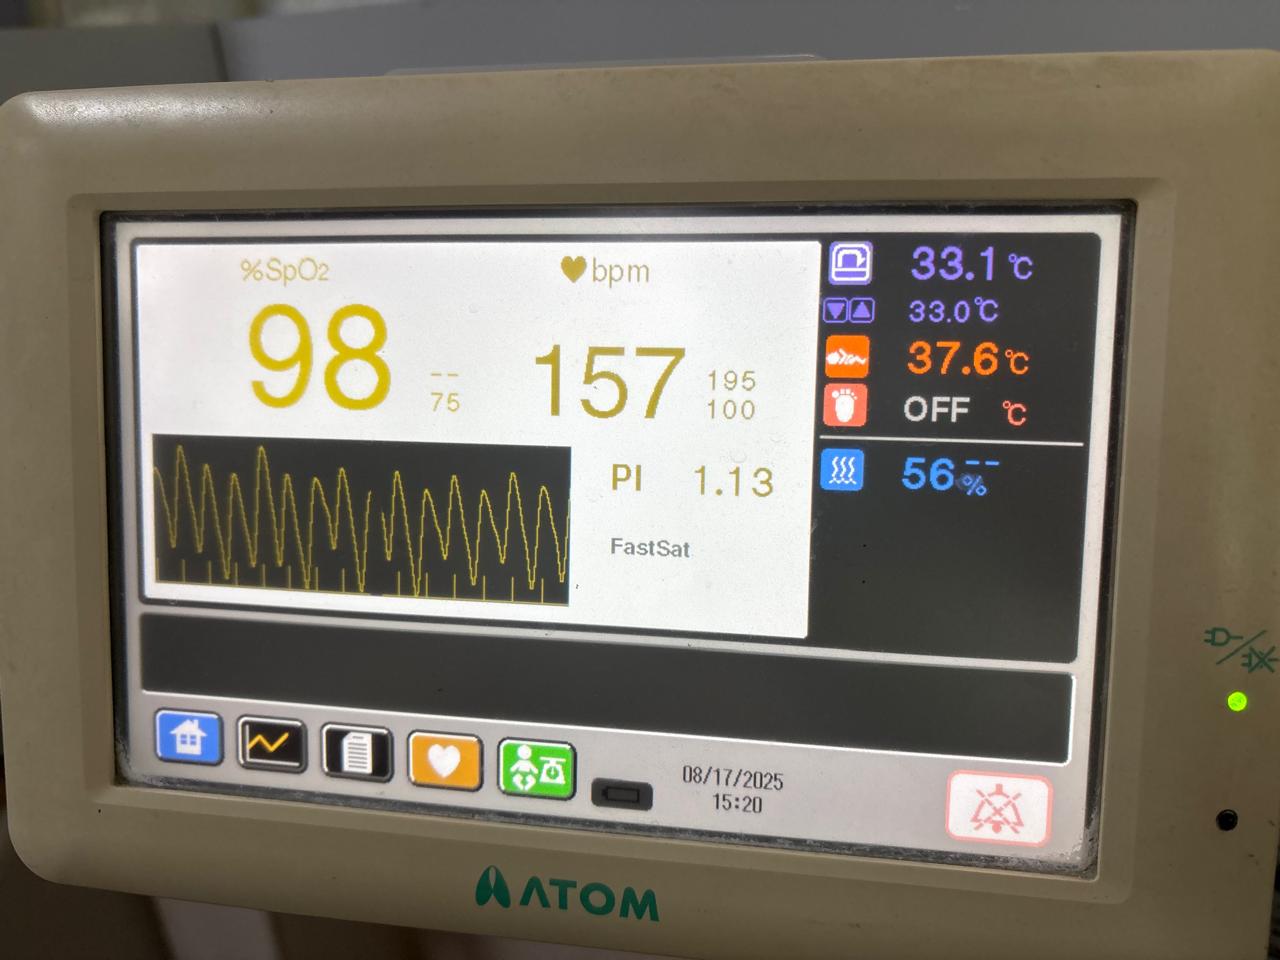 %SpO2
98
--
75
bpm
157
195
100
PI 1.13
FastSat
33.1 °C
33.0°C
37.6 °C
OFF °C
56 -- %
08/17/2025
15:20
ATOM